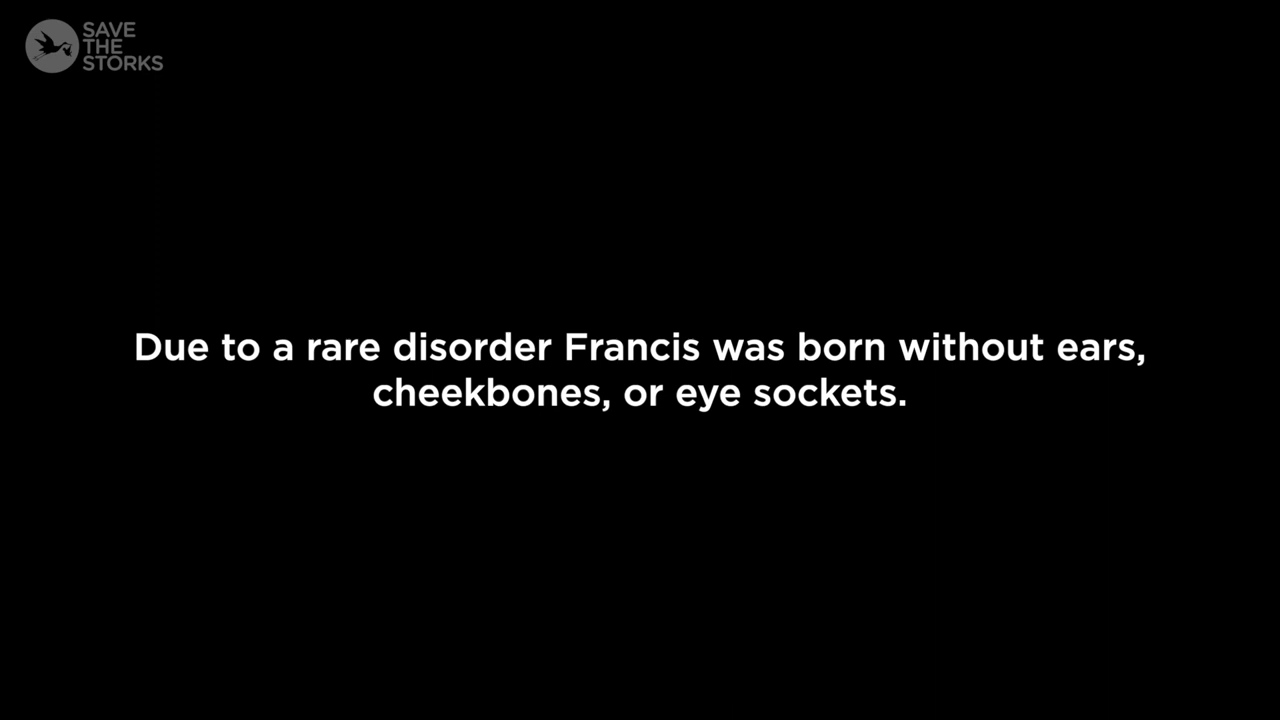 SAVE
THE
STORKS
Due to a rare disorder Francis was born without ears,
cheekbones, or eye sockets.